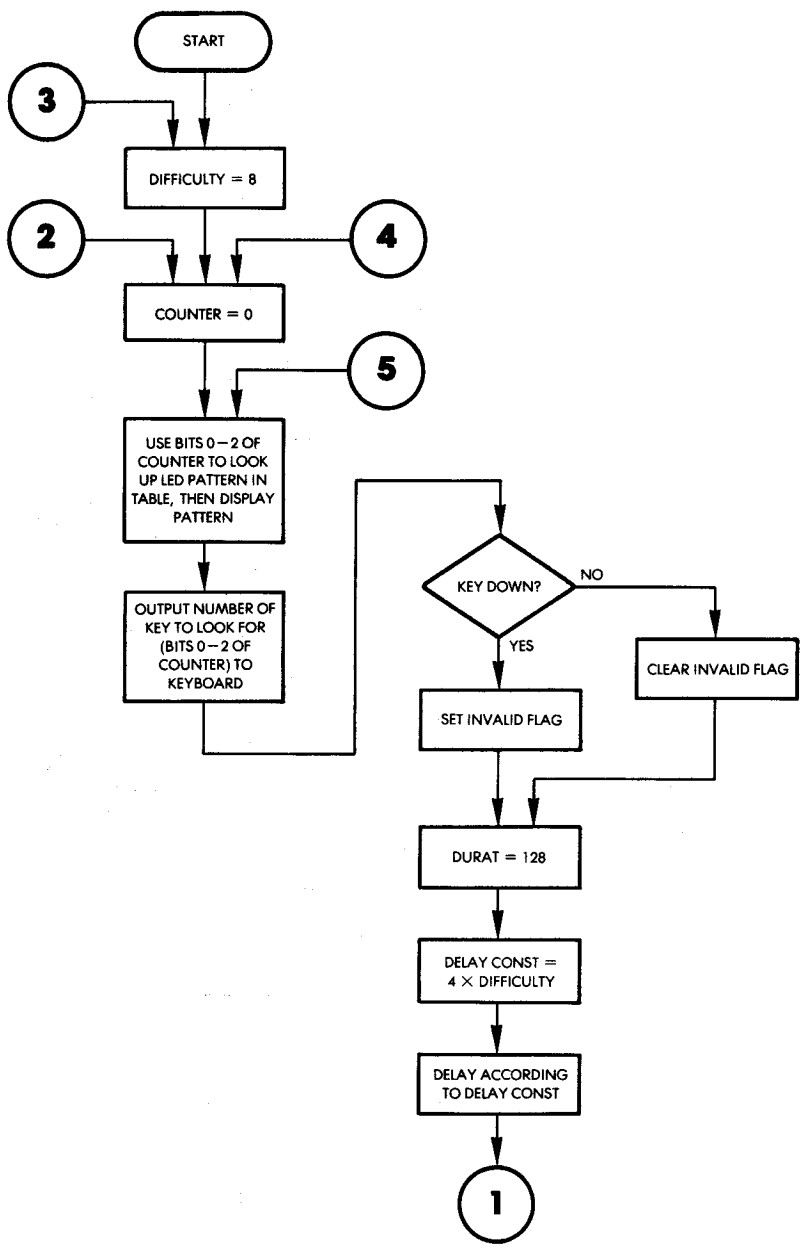 START
3
DIFFICULTY = 8
2
4
COUNTER = 0
5
USE BITS 0–2 OF
COUNTER TO LOOK
UP LED PATTERN IN
TABLE, THEN DISPLAY
PATTERN
OUTPUT NUMBER OF
KEY TO LOOK FOR
(BITS 0–2 OF
COUNTER) TO
KEYBOARD
KEY DOWN?
NO
YES
CLEAR INVALID FLAG
SET INVALID FLAG
DURAT = 128
DELAY CONST =
4 × DIFFICULTY
DELAY ACCORDING
TO DELAY CONST
1